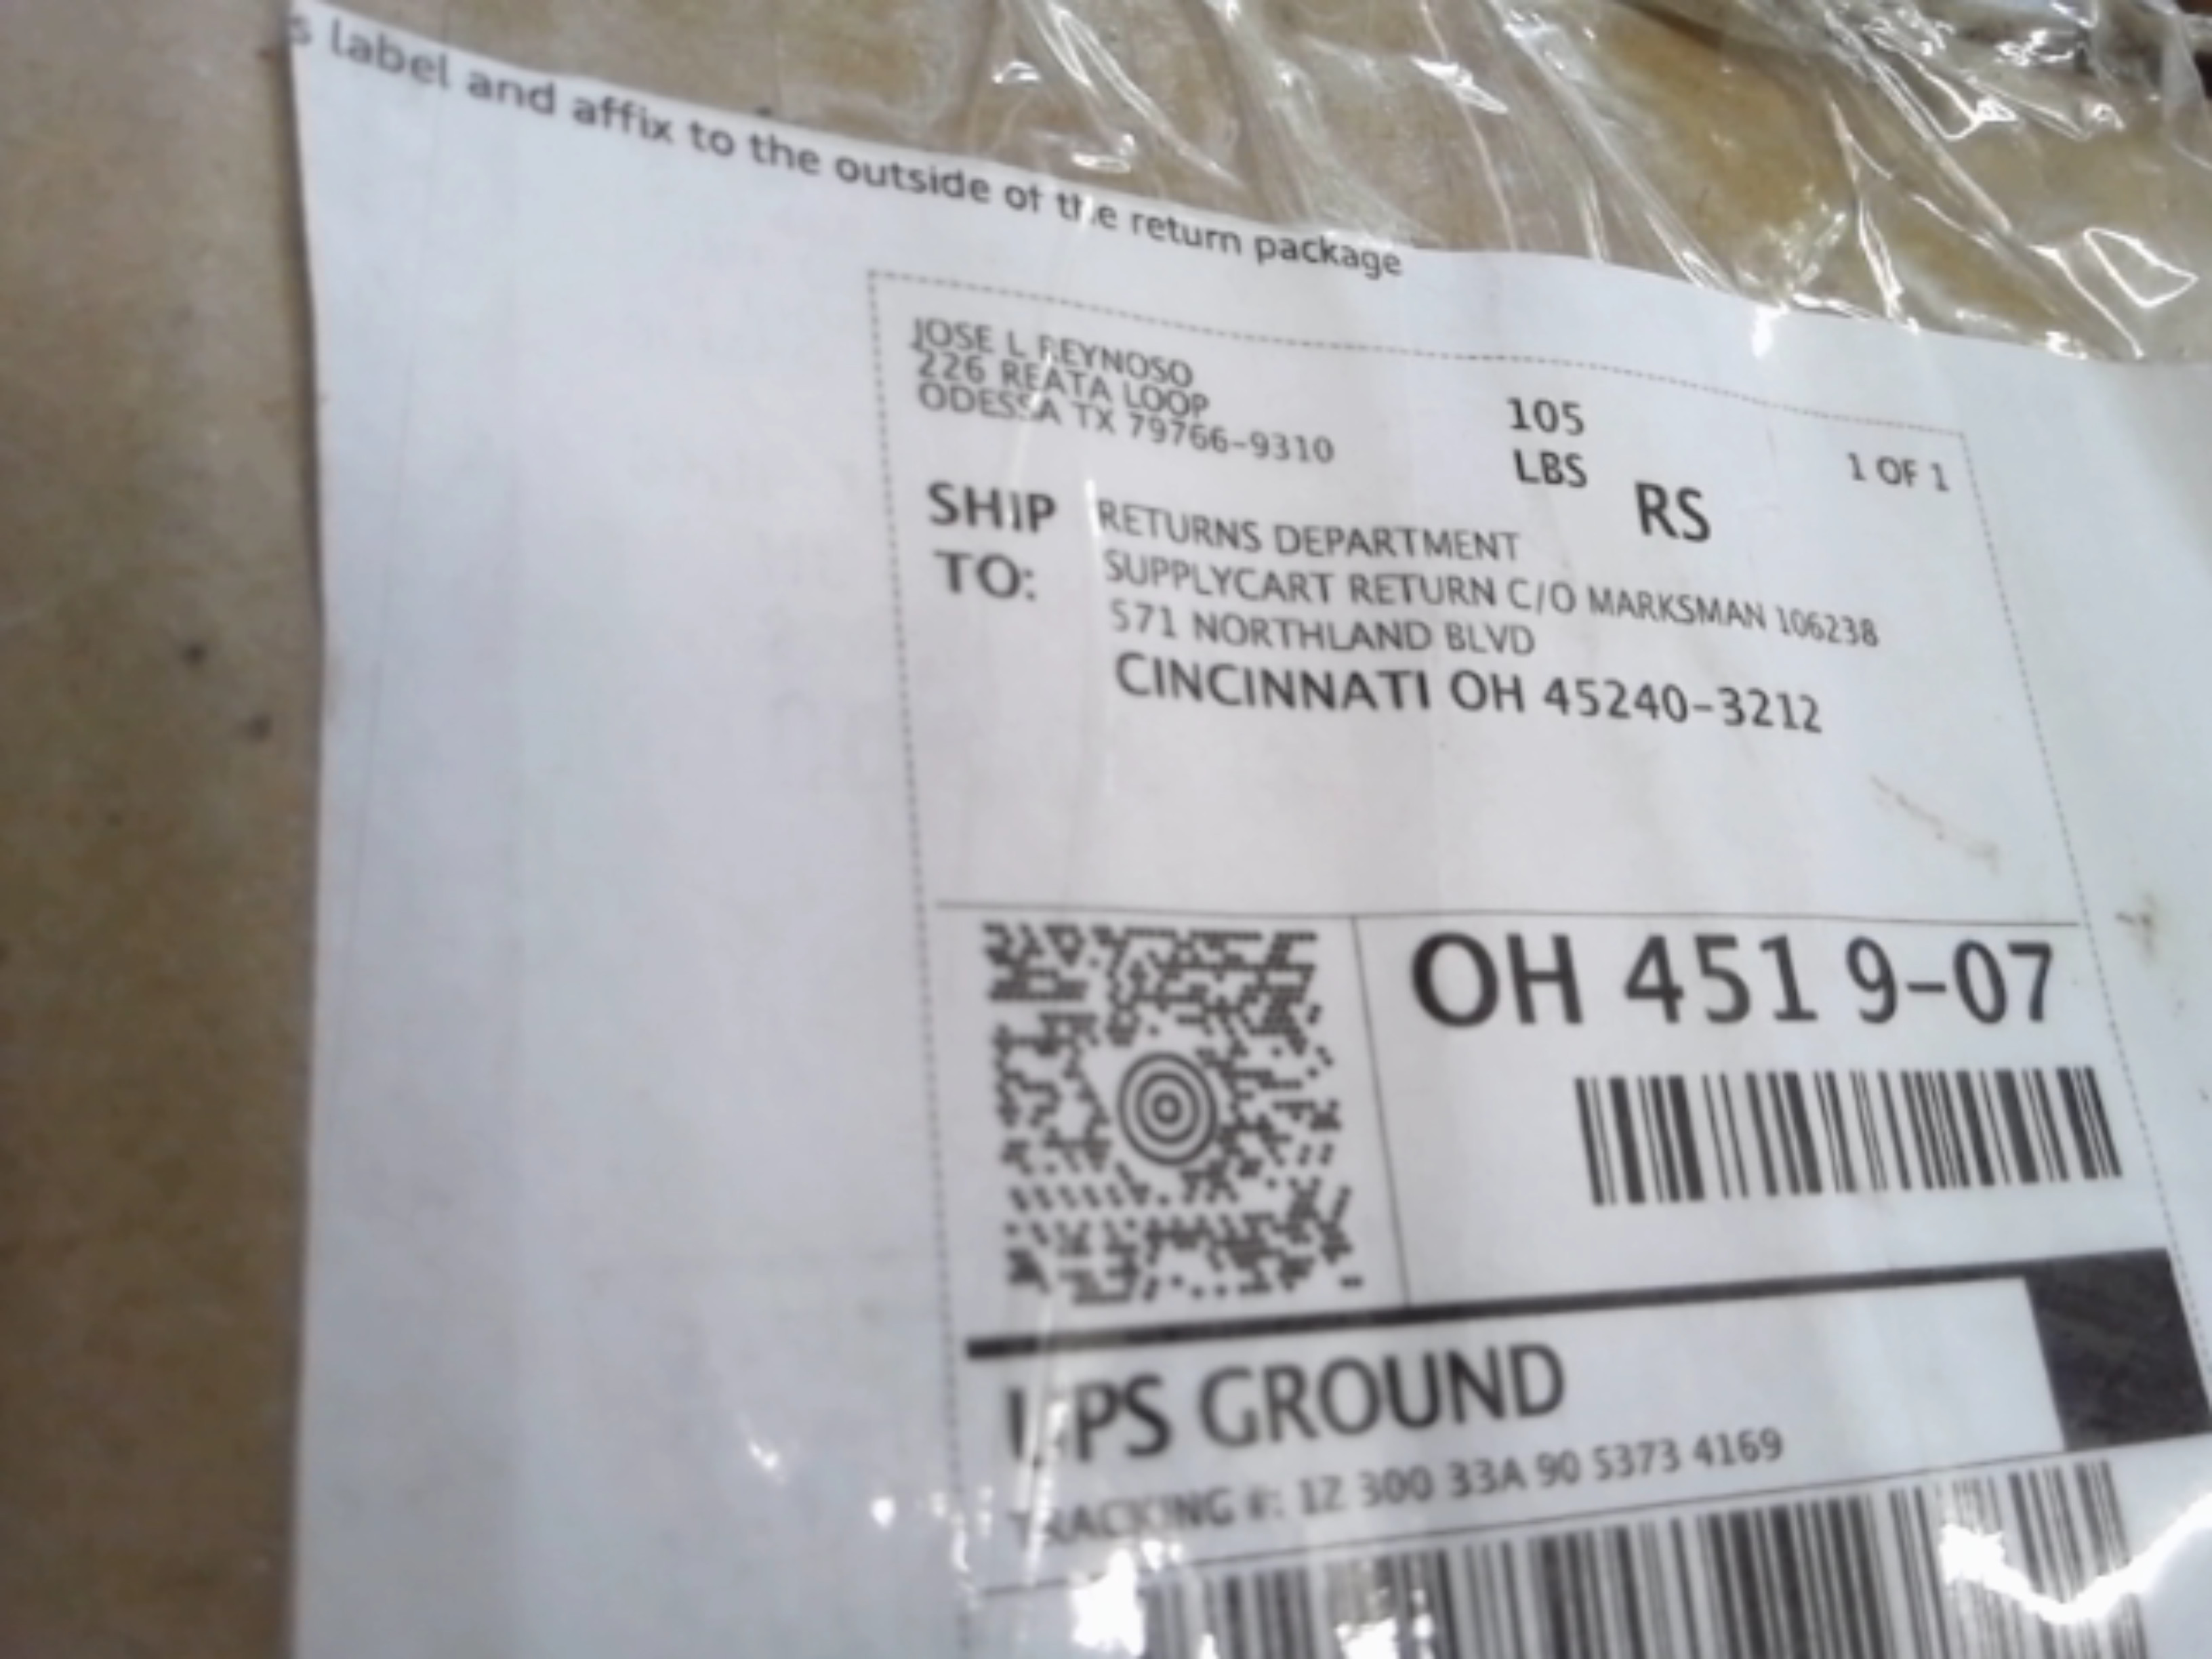 label and affix to the outside of the return package
JOSE L REYNOSO
226 REATA LOOP
ODESSA TX 79766-9310
105
LBS
RS
1 OF 1
SHIP TO:
RETURNS DEPARTMENT
SUPPLYCART RETURN C/O MARKSMAN 106238
571 NORTHLAND BLVD
CINCINNATI OH 45240-3212
OH 451 9-07
UPS GROUND
TRACKING #: 1Z 300 33A 90 5373 4169